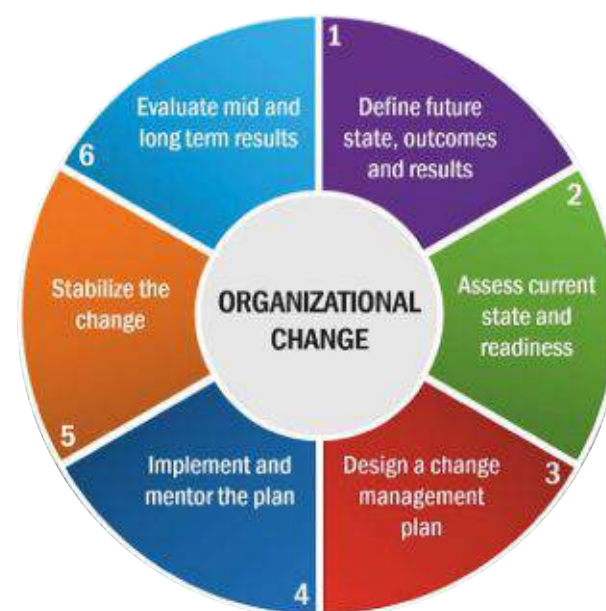 1
Define future
state, outcomes
and results
2
Assess current
state and
readiness
3
Design a change
management
plan
4
Implement and
mentor the plan
5
Stabilize the
change
6
Evaluate mid and
long term results
ORGANIZATIONAL
CHANGE